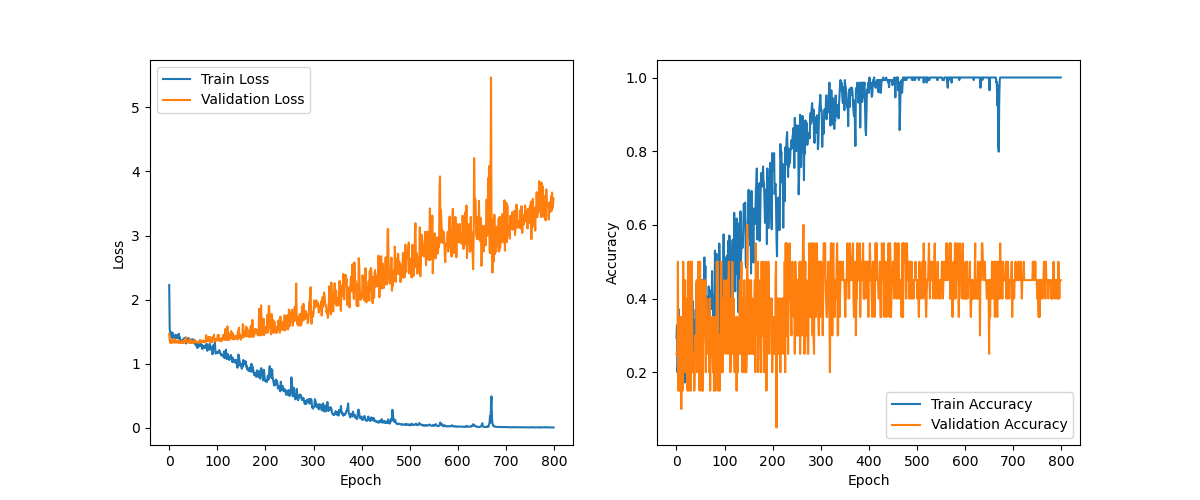 Train Loss
Validation Loss
5
4
3
2
1
0
Loss
0 100 200 300 400 500 600 700 800
Epoch
1.0
0.8
0.6
0.4
0.2
Accuracy
Train Accuracy
Validation Accuracy
0 100 200 300 400 500 600 700 800
Epoch